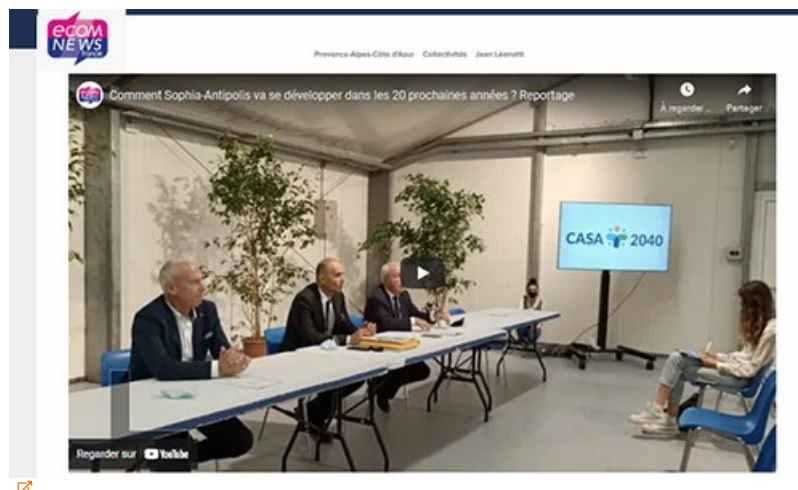 ecom
NEWS
france
Provence-Alpes-Côte d'Azur Collectivités Jean Léonetti
Comment Sophia-Antipolis va se développer dans les 20 prochaines années ? Reportage
À regarder ...
Partager
CASA 2040
Regarder sur YouTube